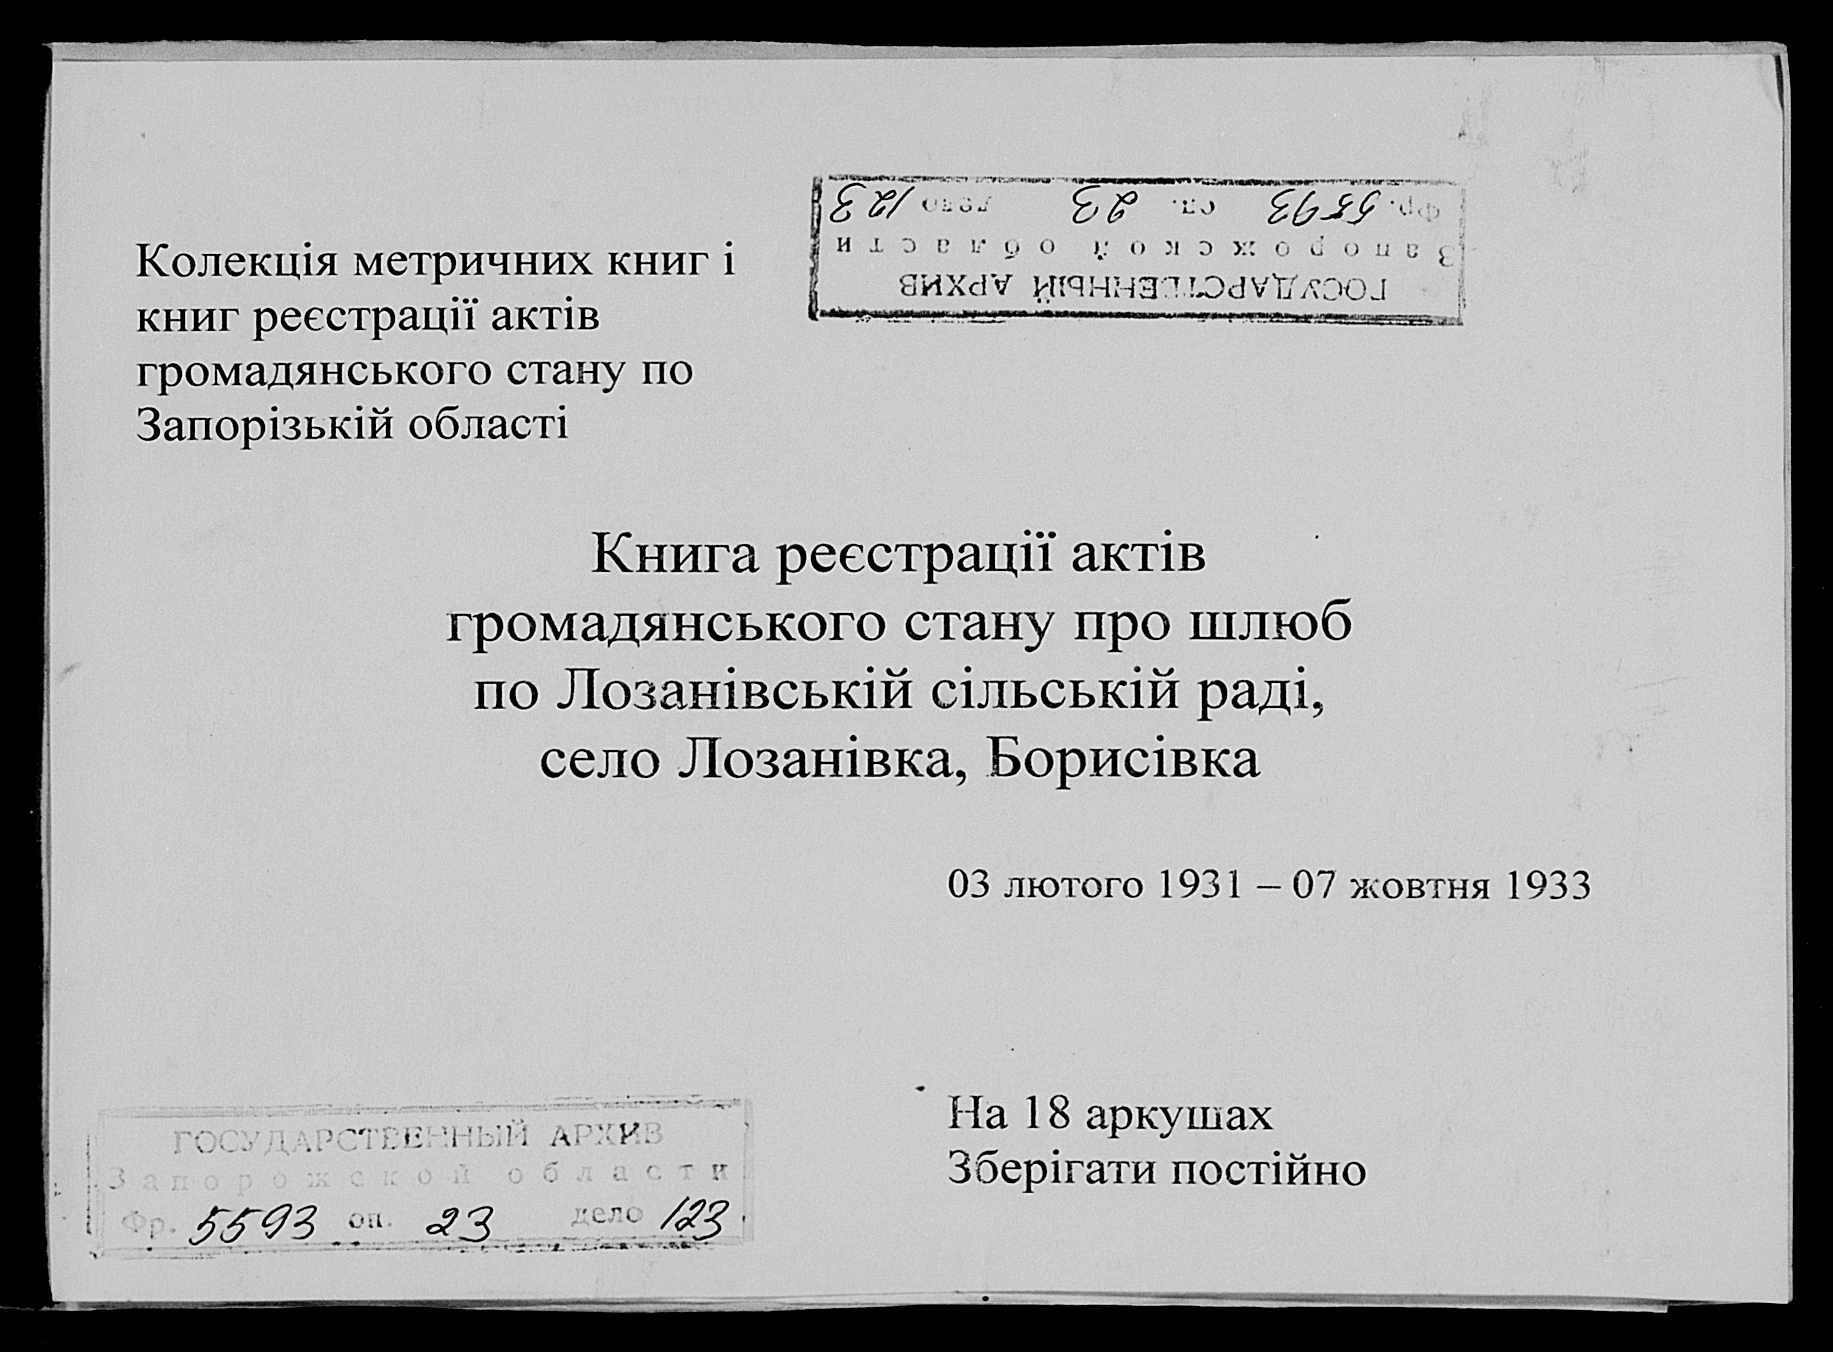 Колекція метричних книг і
книг реєстрації актів
громадянського стану по
Запорізькій області
ГОСУДАРСТВЕННЫЙ АРХИВ
Запорожской области
Фр. 5593 оп. 23 дело 123
Книга реєстрації актів
громадянського стану про шлюб
по Лозанівській сільській раді,
село Лозанівка, Борисівка
03 лютого 1931 – 07 жовтня 1933
На 18 аркушах
Зберігати постійно
ГОСУДАРСТВЕННЫЙ АРХИВ
Запорожской области
Фр. 5593 оп. 23 дело 123